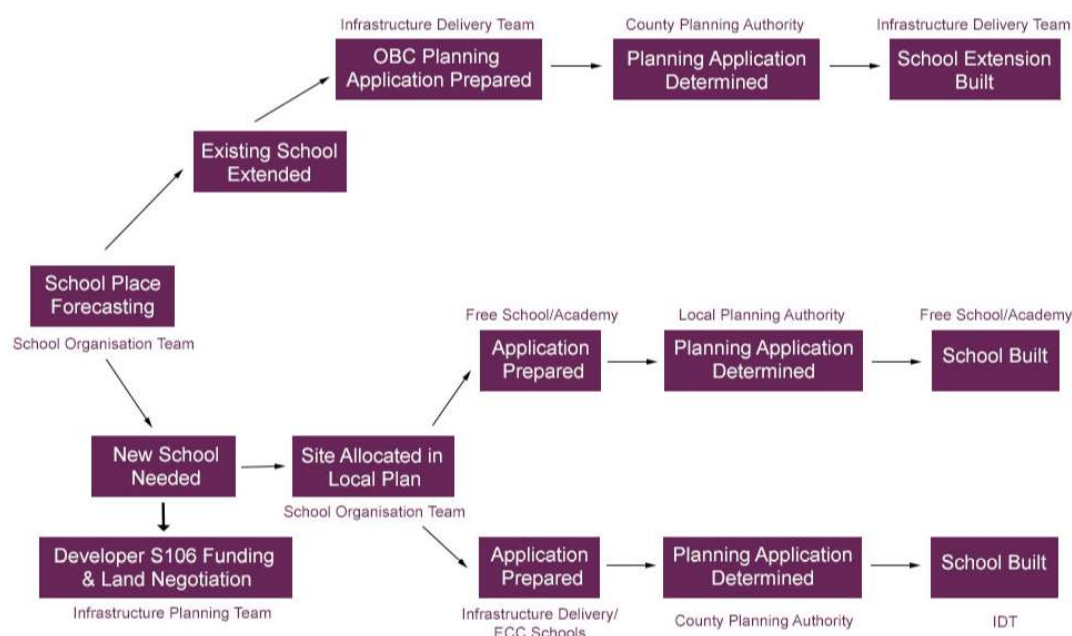 Infrastructure Delivery Team
OBC Planning
Application Prepared
County Planning Authority
Planning Application
Determined
Infrastructure Delivery Team
School Extension
Built
Existing School
Extended
School Place
Forecasting
School Organisation Team
Free School/Academy
Application
Prepared
Local Planning Authority
Planning Application
Determined
Free School/Academy
School Built
New School
Needed
Site Allocated in
Local Plan
School Organisation Team
Developer S106 Funding
& Land Negotiation
Infrastructure Planning Team
Application
Prepared
Infrastructure Delivery/
ECC Schools
Planning Application
Determined
County Planning Authority
School Built
IDT